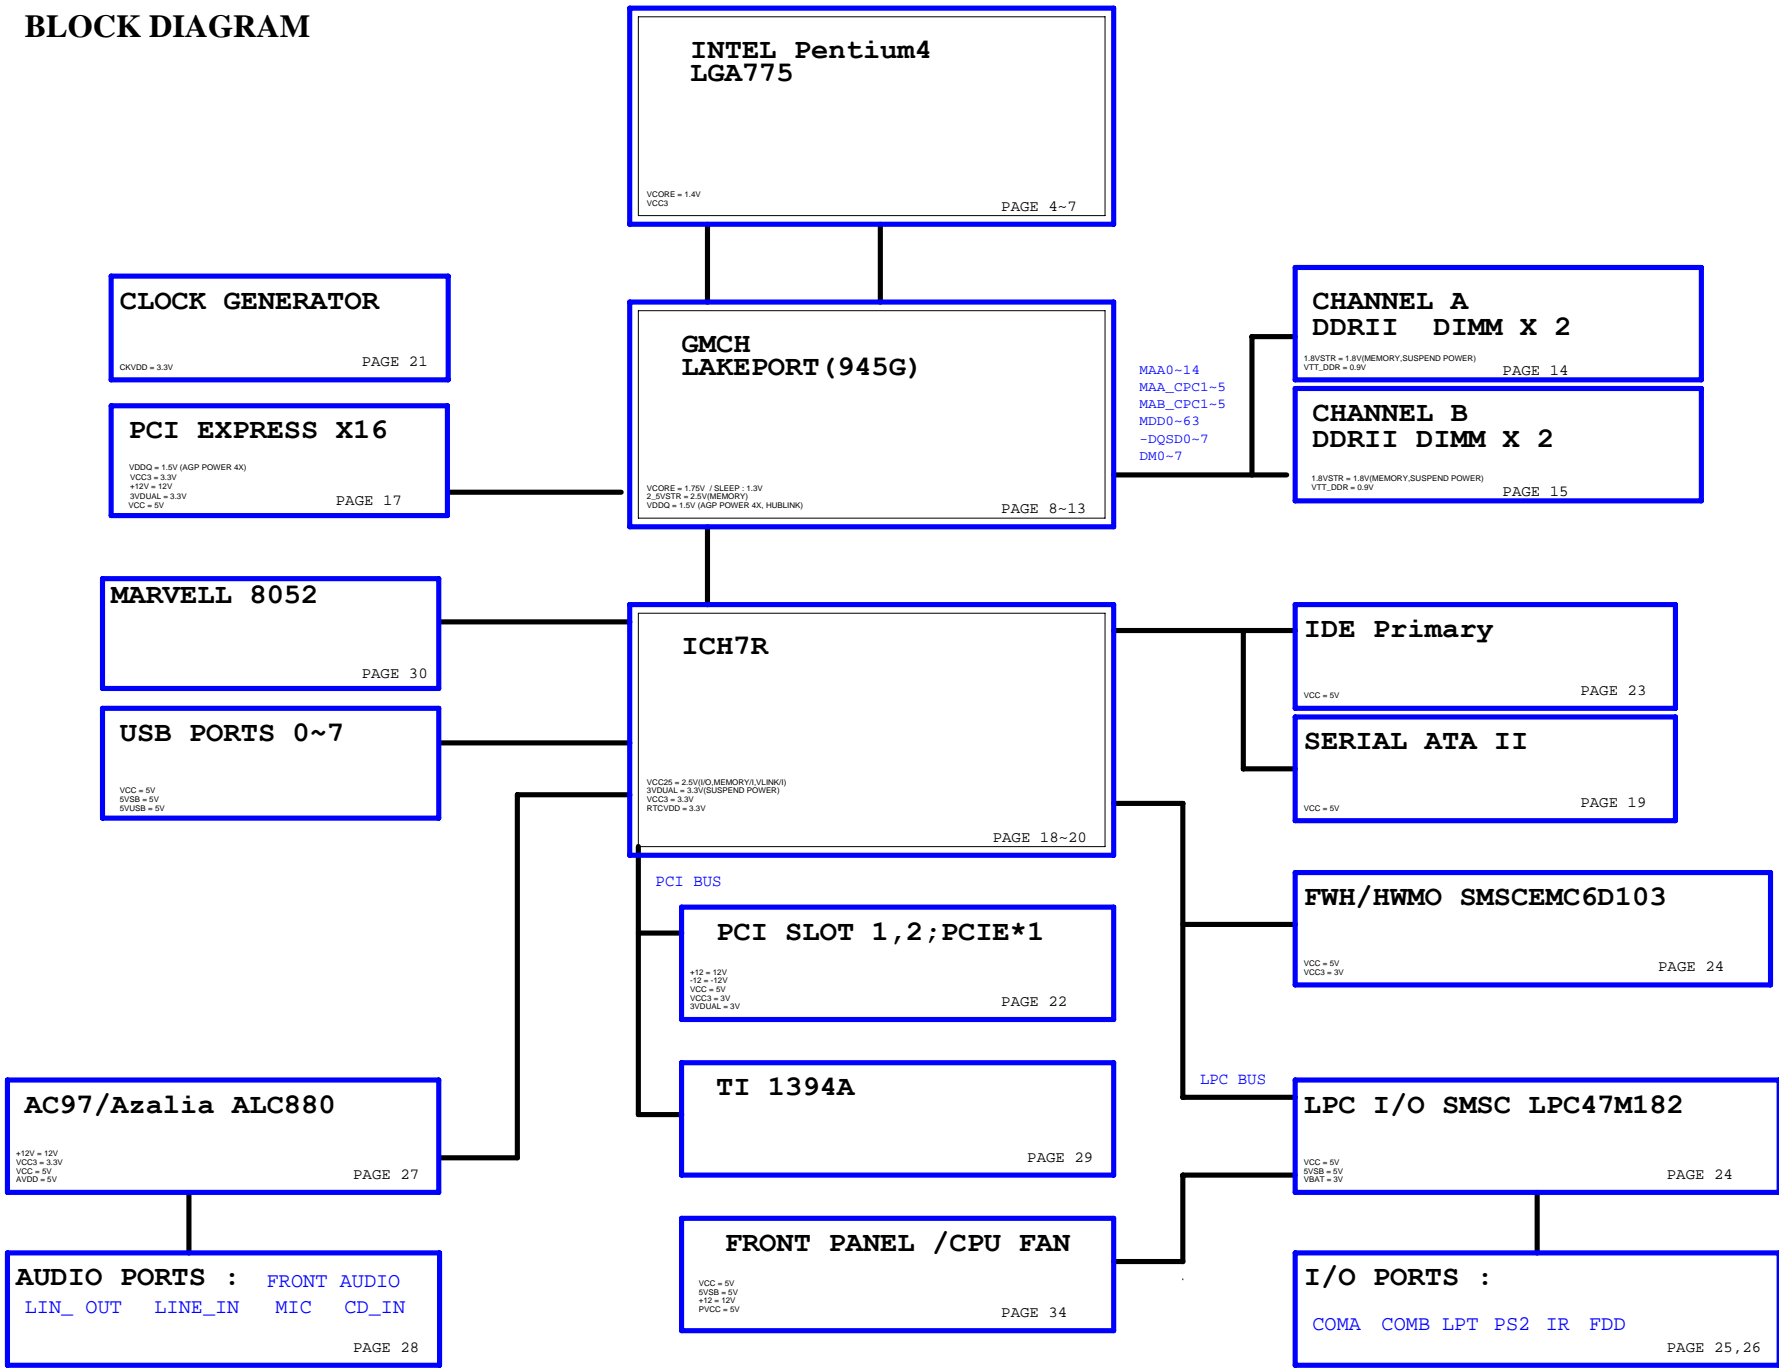 BLOCK DIAGRAM
INTEL Pentium4
LGA775
VCORE = 1.4V
VCC3
PAGE 4~7
CLOCK GENERATOR
CKVDD = 3.3V
PAGE 21
PCI EXPRESS X16
VDDQ = 1.5V (AGP POWER 4X)
VCC3 = 3.3V
+12V = 12V
3VDUAL = 3.3V
VCC = 5V
PAGE 17
GMCH
LAKEPORT(945G)
VCORE = 1.75V / SLEEP : 1.3V
2_5VSTR = 2.5V(MEMORY)
VDDQ = 1.5V (AGP POWER 4X, HUBLINK)
PAGE 8~13
MAA0~14
MAA_CPC1~5
MAB_CPC1~5
MDD0~63
-DQSD0~7
DM0~7
CHANNEL A
DDRII DIMM X 2
1.8VSTR = 1.8V(MEMORY,SUSPEND POWER)
VTT_DDR = 0.9V
PAGE 14
CHANNEL B
DDRII DIMM X 2
1.8VSTR = 1.8V(MEMORY,SUSPEND POWER)
VTT_DDR = 0.9V
PAGE 15
MARVELL 8052
PAGE 30
USB PORTS 0~7
VCC = 5V
5VSB = 5V
5VUSB = 5V
ICH7R
VCC25 = 2.5V(I/O,MEMORY/I,VLINK/I)
3VDUAL = 3.3V(SUSPEND POWER)
VCC3 = 3.3V
RTCVDD = 3.3V
PAGE 18~20
IDE Primary
VCC = 5V
PAGE 23
SERIAL ATA II
VCC = 5V
PAGE 19
PCI BUS
PCI SLOT 1,2;PCIE*1
+12 = 12V
-12 = -12V
VCC = 5V
VCC3 = 3V
3VDUAL = 3V
PAGE 22
FWH/HWMO SMSCEMC6D103
VCC = 5V
VCC3 = 3V
PAGE 24
TI 1394A
PAGE 29
LPC BUS
LPC I/O SMSC LPC47M182
VCC = 5V
5VSB = 5V
VBAT = 3V
PAGE 24
AC97/Azalia ALC880
+12V = 12V
VCC3 = 3.3V
VCC = 5V
AVDD = 5V
PAGE 27
FRONT PANEL /CPU FAN
VCC = 5V
5VSB = 5V
+12 = 12V
PVCC = 5V
PAGE 34
AUDIO PORTS : FRONT AUDIO
LIN_ OUT LINE_IN MIC CD_IN
PAGE 28
I/O PORTS :
COMA COMB LPT PS2 IR FDD
PAGE 25,26